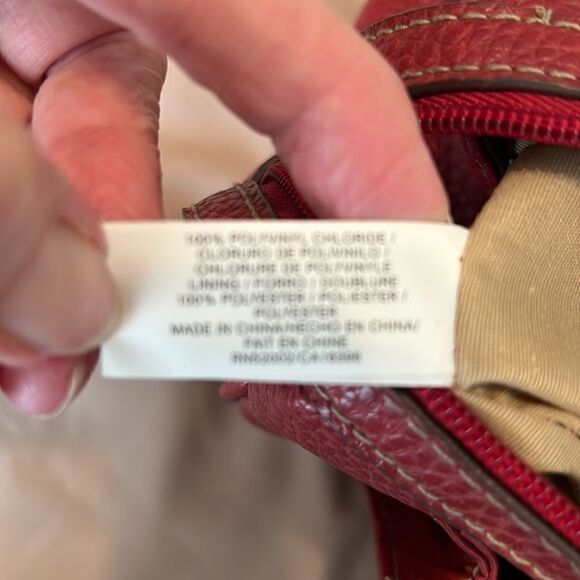 100% POLYVINYL CHLORIDE /
CLORURO DE POLIVINILO /
CHLORURE DE POLYVINYLE
LINING / FORRO / DOUBLURE
100% POLYESTER / POLIESTER /
POLYESTER
MADE IN CHINA/HECHO EN CHINA/
FAIT EN CHINE